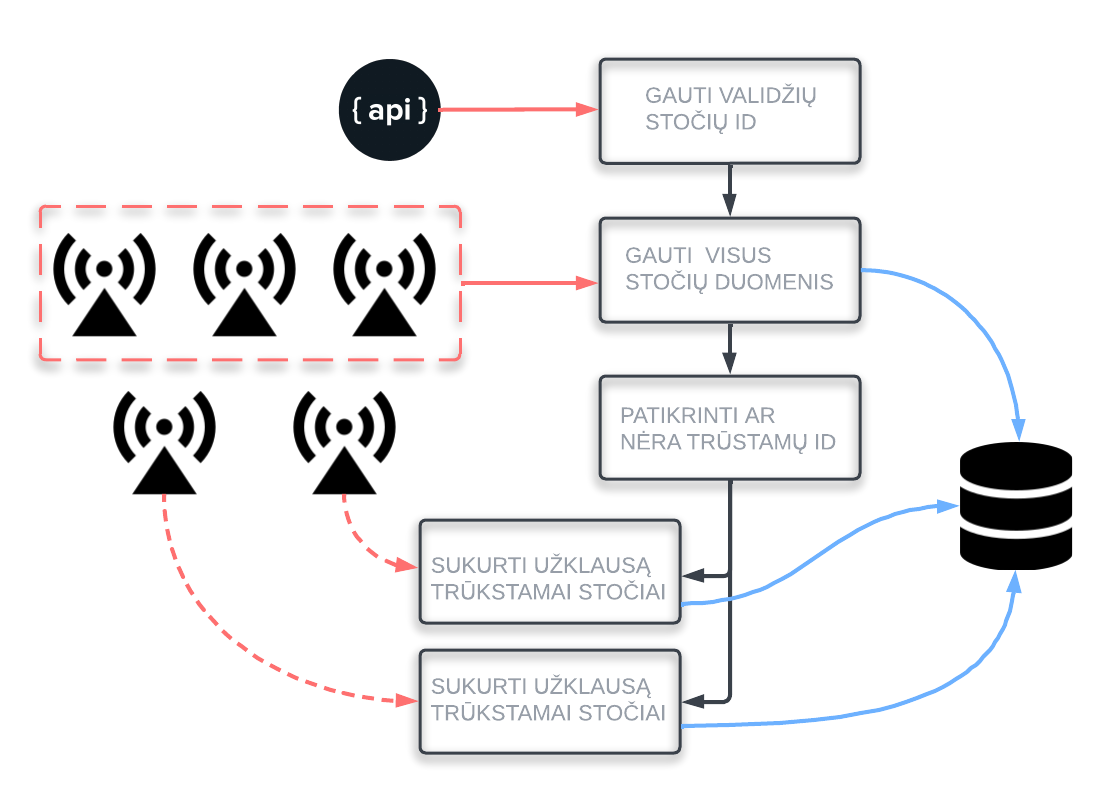 { api }
GAUTI VALIDŽIŲ
STOČIŲ ID
GAUTI VISUS
STOČIŲ DUOMENIS
PATIKRINTI AR
NĖRA TRŪSTAMŲ ID
SUKURTI UŽKLAUSĄ
TRŪKSTAMAI STOČIAI
SUKURTI UŽKLAUSĄ
TRŪKSTAMAI STOČIAI